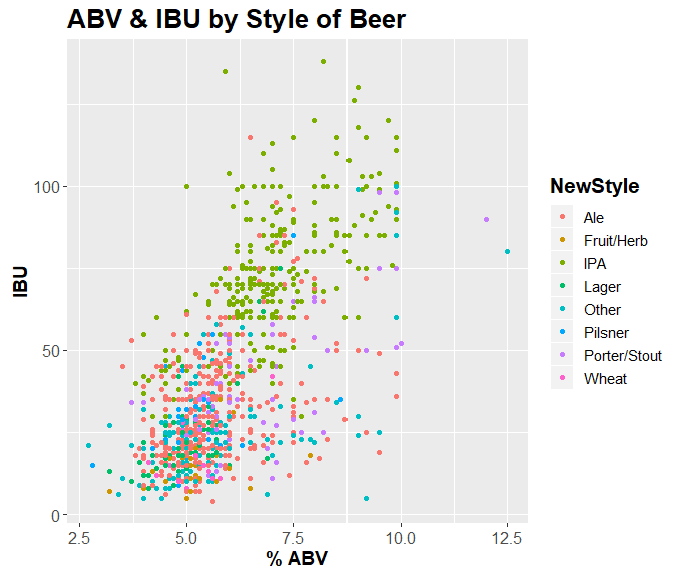 ABV & IBU by Style of Beer
100
50
0
IBU
2.5 5.0 7.5 10.0 12.5
% ABV
NewStyle
Ale
Fruit/Herb
IPA
Lager
Other
Pilsner
Porter/Stout
Wheat